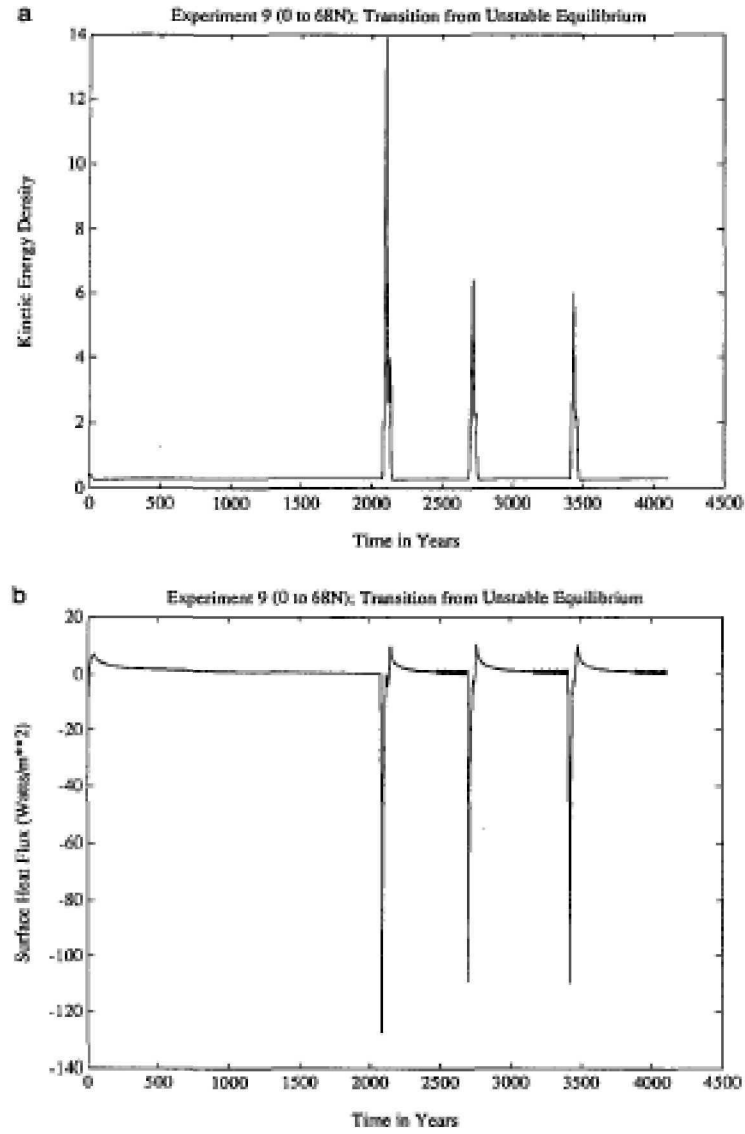 a
Experiment 9 (0 to 68N); Transition from Unstable Equilibrium
14
12
10
8
6
4
2
0
Kinetic Energy Density
0 500 1000 1500 2000 2500 3000 3500 4000 4500
Time in Years
b
Experiment 9 (0 to 68N); Transition from Unstable Equilibrium
20
0
-20
-40
-60
-80
-100
-120
-140
Surface Heat Flux (Watts/m**2)
0 500 1000 1500 2000 2500 3000 3500 4000 4500
Time in Years